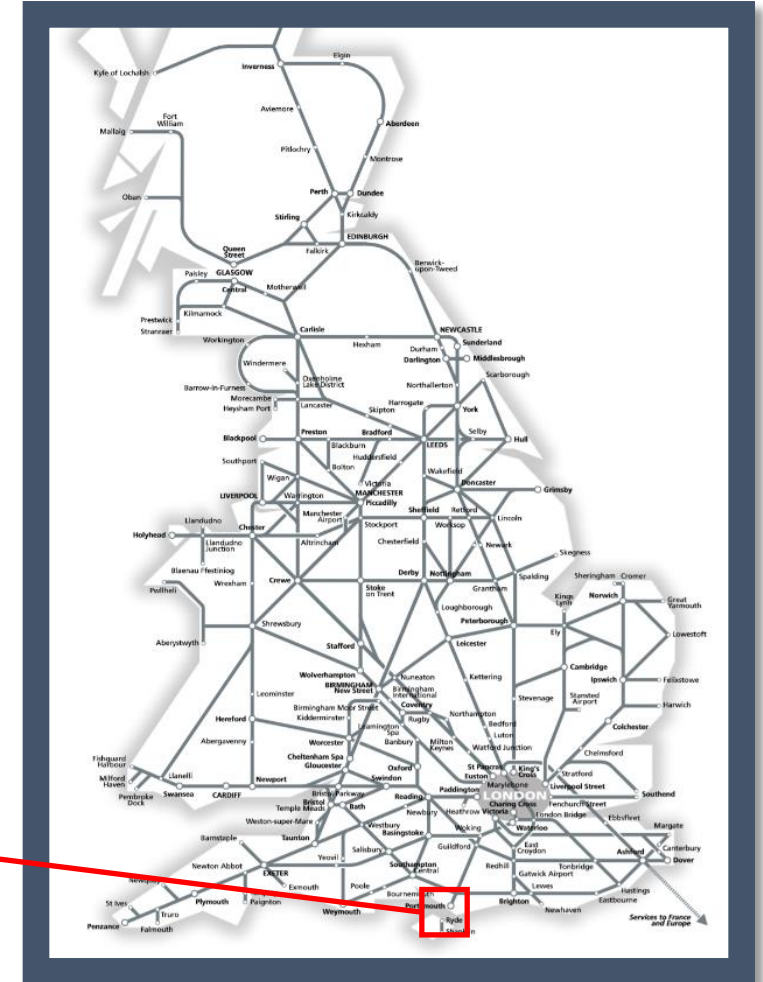 Elgin
Inverness
Kyle of Lochalsh
Aviemore
Fort
William
Aberdeen
Mallaig
Pitlochry
Montrose
Perth
Dundee
Oban
Stirling
Kirkcaldy
EDINBURGH
Queen
Street
Falkirk
Berwick-
upon-Tweed
Paisley
GLASGOW
Central
Motherwell
Kilmarnock
Prestwick
Stranraer
Carlisle
NEWCASTLE
Workington
Hexham
Sunderland
Durham
Darlington
Middlesbrough
Windermere
Scarborough
Oxenholme
Lake District
Barrow-in-Furness
Northallerton
Morecambe
Heysham Port
Lancaster
Harrogate
York
Skipton
Blackpool
Preston
Bradford
Selby
Hull
Blackburn
LEEDS
Huddersfield
Southport
Bolton
Wakefield
Wigan
Victoria
Doncaster
LIVERPOOL
Warrington
MANCHESTER
Piccadilly
Grimsby
Manchester
Airport
Sheffield
Retford
Llandudno
Stockport
Worksop
Lincoln
Holyhead
Chester
Llandudno
Junction
Altrincham
Chesterfield
Newark
Skegness
Blaenau Ffestiniog
Derby
Nottingham
Spalding
Sheringham
Cromer
Pwllheli
Wrexham
Crewe
Stoke
on Trent
Grantham
Kings
Lynn
Norwich
Great
Yarmouth
Loughborough
Shrewsbury
Peterborough
Ely
Lowestoft
Aberystwyth
Stafford
Leicester
Cambridge
Wolverhampton
Nuneaton
Kettering
Ipswich
Felixstowe
BIRMINGHAM
New Street
Birmingham
International
Leominster
Stevenage
Stansted
Airport
Harwich
Birmingham Moor Street
Coventry
Hereford
Kidderminster
Rugby
Northampton
Bedford
Colchester
Leamington
Spa
Luton
Abergavenny
Worcester
Banbury
Milton
Keynes
Watford Junction
Chelmsford
Fishguard
Harbour
Cheltenham Spa
Gloucester
Oxford
St Pancras
Euston
King's
Cross
Stratford
Llanelli
Milford
Haven
Newport
Swindon
Paddington
Marylebone
Liverpool Street
Pembroke
Dock
Swansea
CARDIFF
Bristol Parkway
Reading
LONDON
Southend
Bristol
Temple Meads
Bath
Newbury
Heathrow
Victoria
Charing Cross
Fenchurch Street
Weston-super-Mare
London Bridge
Ebbsfleet
Westbury
Basingstoke
Woking
Waterloo
Margate
Barnstaple
Taunton
Salisbury
Guildford
East
Croydon
Canterbury
Yeovil
Redhill
Tonbridge
Ashford
Dover
Newton Abbot
EXETER
Southampton
Central
Gatwick Airport
Exmouth
Poole
Bournemouth
Lewes
Hastings
St Ives
Plymouth
Paignton
Weymouth
Portsmouth
Brighton
Eastbourne
Newhaven
Truro
Ryde
Penzance
Falmouth
Services to France
and Europe